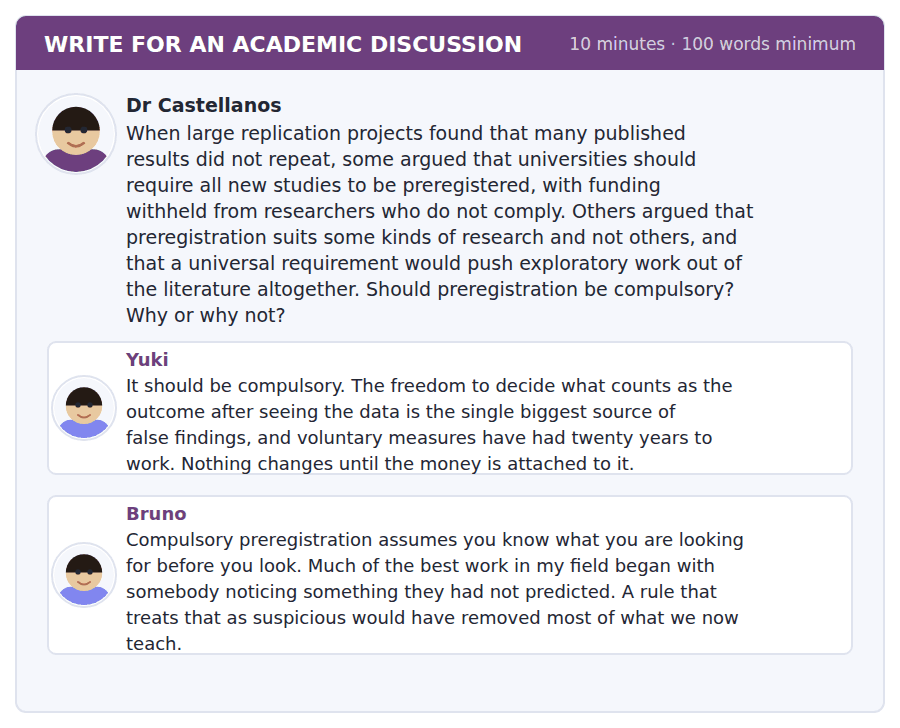 WRITE FOR AN ACADEMIC DISCUSSION
10 minutes · 100 words minimum
Dr Castellanos
When large replication projects found that many published
results did not repeat, some argued that universities should
require all new studies to be preregistered, with funding
withheld from researchers who do not comply. Others argued that
preregistration suits some kinds of research and not others, and
that a universal requirement would push exploratory work out of
the literature altogether. Should preregistration be compulsory?
Why or why not?
Yuki
It should be compulsory. The freedom to decide what counts as the
outcome after seeing the data is the single biggest source of
false findings, and voluntary measures have had twenty years to
work. Nothing changes until the money is attached to it.
Bruno
Compulsory preregistration assumes you know what you are looking
for before you look. Much of the best work in my field began with
somebody noticing something they had not predicted. A rule that
treats that as suspicious would have removed most of what we now
teach.